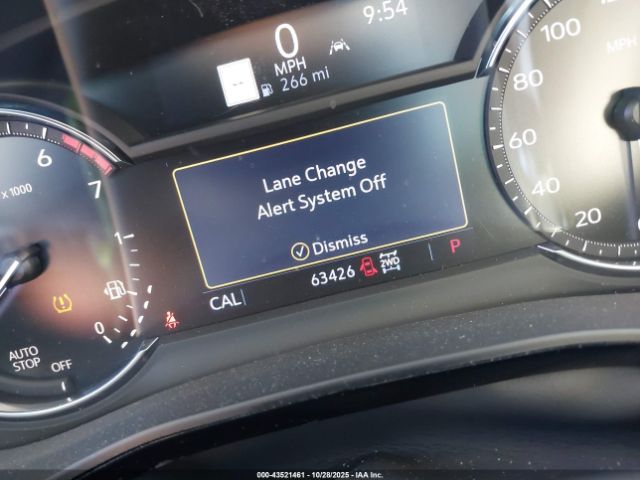 9:54
0
MPH
266 mi
100
MPH
80
60
40
20
6
7
x 1000
1
0
Lane Change
Alert System Off
Dismiss
63426
2WD
P
CAL
AUTO
STOP
OFF
000-43521461 • 10/28/2025 • IAA Inc.